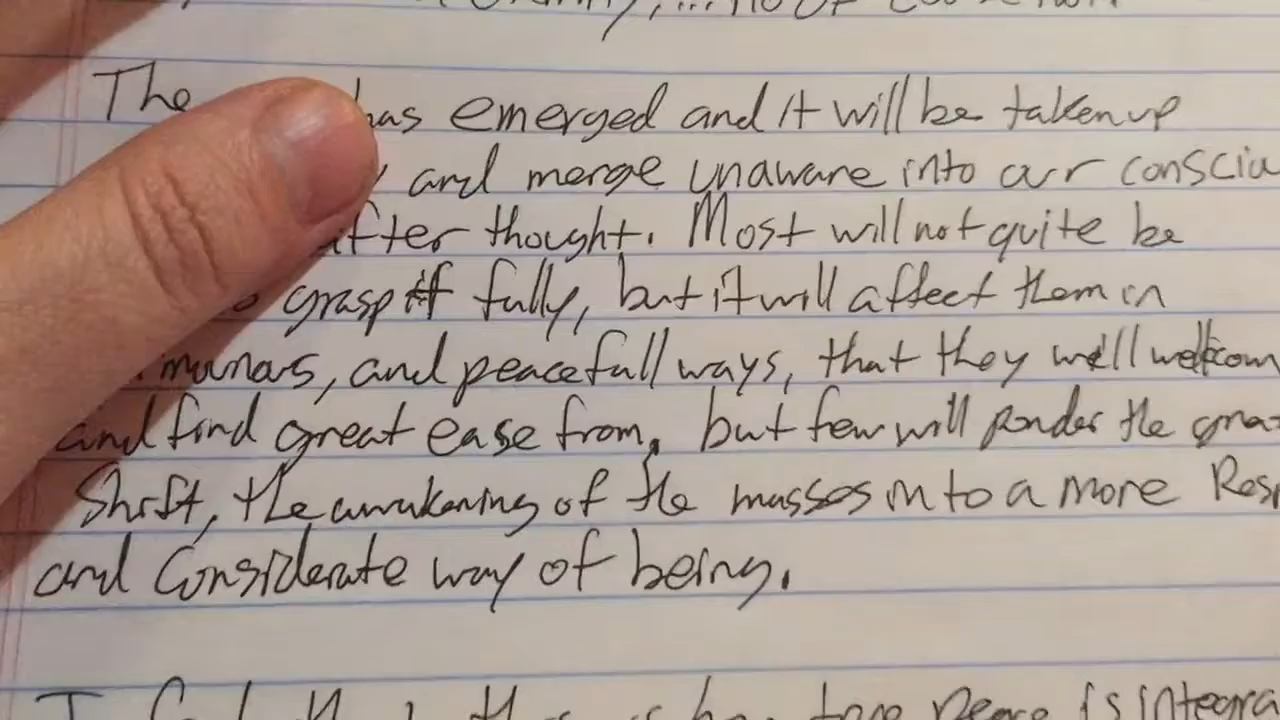 The has emerged and it will be taken up
and merge unaware into our
after thought. Most will not quite be
grasp it fully, but it will affect them in
and peacefull ways, that they will
and find great ease from, but few will ponder the
Shift, the awakening of the masses into a more
and Considerate way of being.
peace is